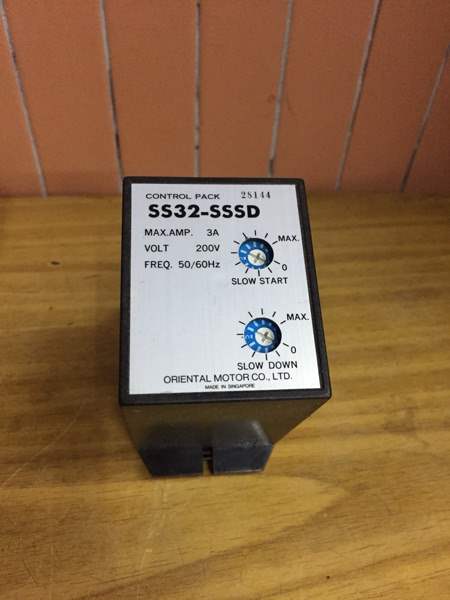 CONTROL PACK 28144
SS32-SSSD
MAX.AMP. 3A
VOLT 200V
FREQ. 50/60Hz
MAX.
0
SLOW START
MAX.
0
SLOW DOWN
ORIENTAL MOTOR CO., LTD.
MADE IN SINGAPORE